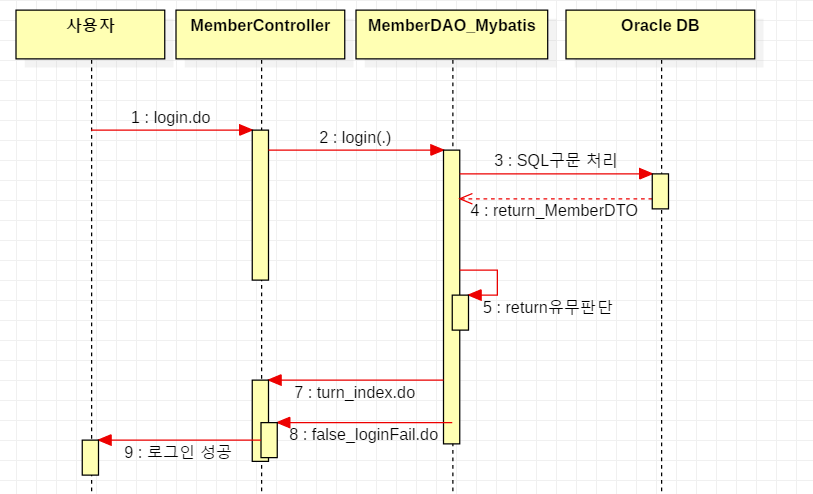 사용자
MemberController
MemberDAO_Mybatis
Oracle DB
1 : login.do
2 : login(.)
3 : SQL구문 처리
4 : return_MemberDTO
5 : return유무판단
7 : turn_index.do
8 : false_loginFail.do
9 : 로그인 성공